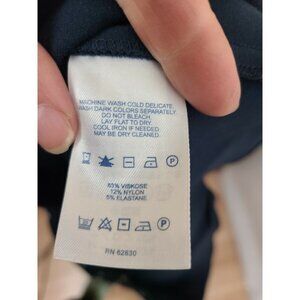 MACHINE WASH COLD DELICATE.
WASH DARK COLORS SEPARATELY.
DO NOT BLEACH.
LAY FLAT TO DRY.
COOL IRON IF NEEDED
MAY BE DRY CLEANED.
P
83% VISKOSE
12% NYLON
5% ELASTANE
P
RN 62630